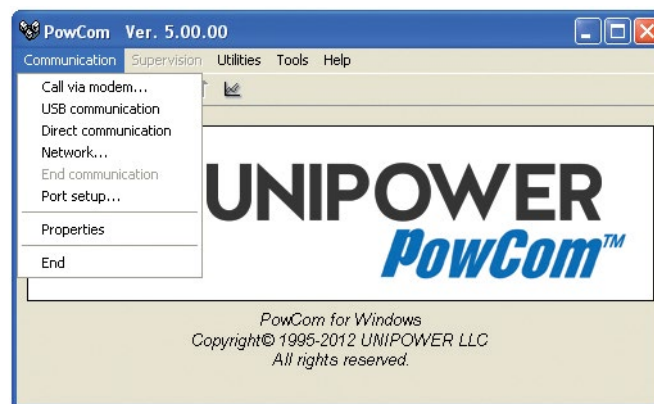 PowCom Ver. 5.00.00
Communication Supervision Utilities Tools Help
Call via modem...
USB communication
Direct communication
Network...
End communication
Port setup...
Properties
End
UNIPOWER
PowCom™
PowCom for Windows
Copyright© 1995-2012 UNIPOWER LLC
All rights reserved.